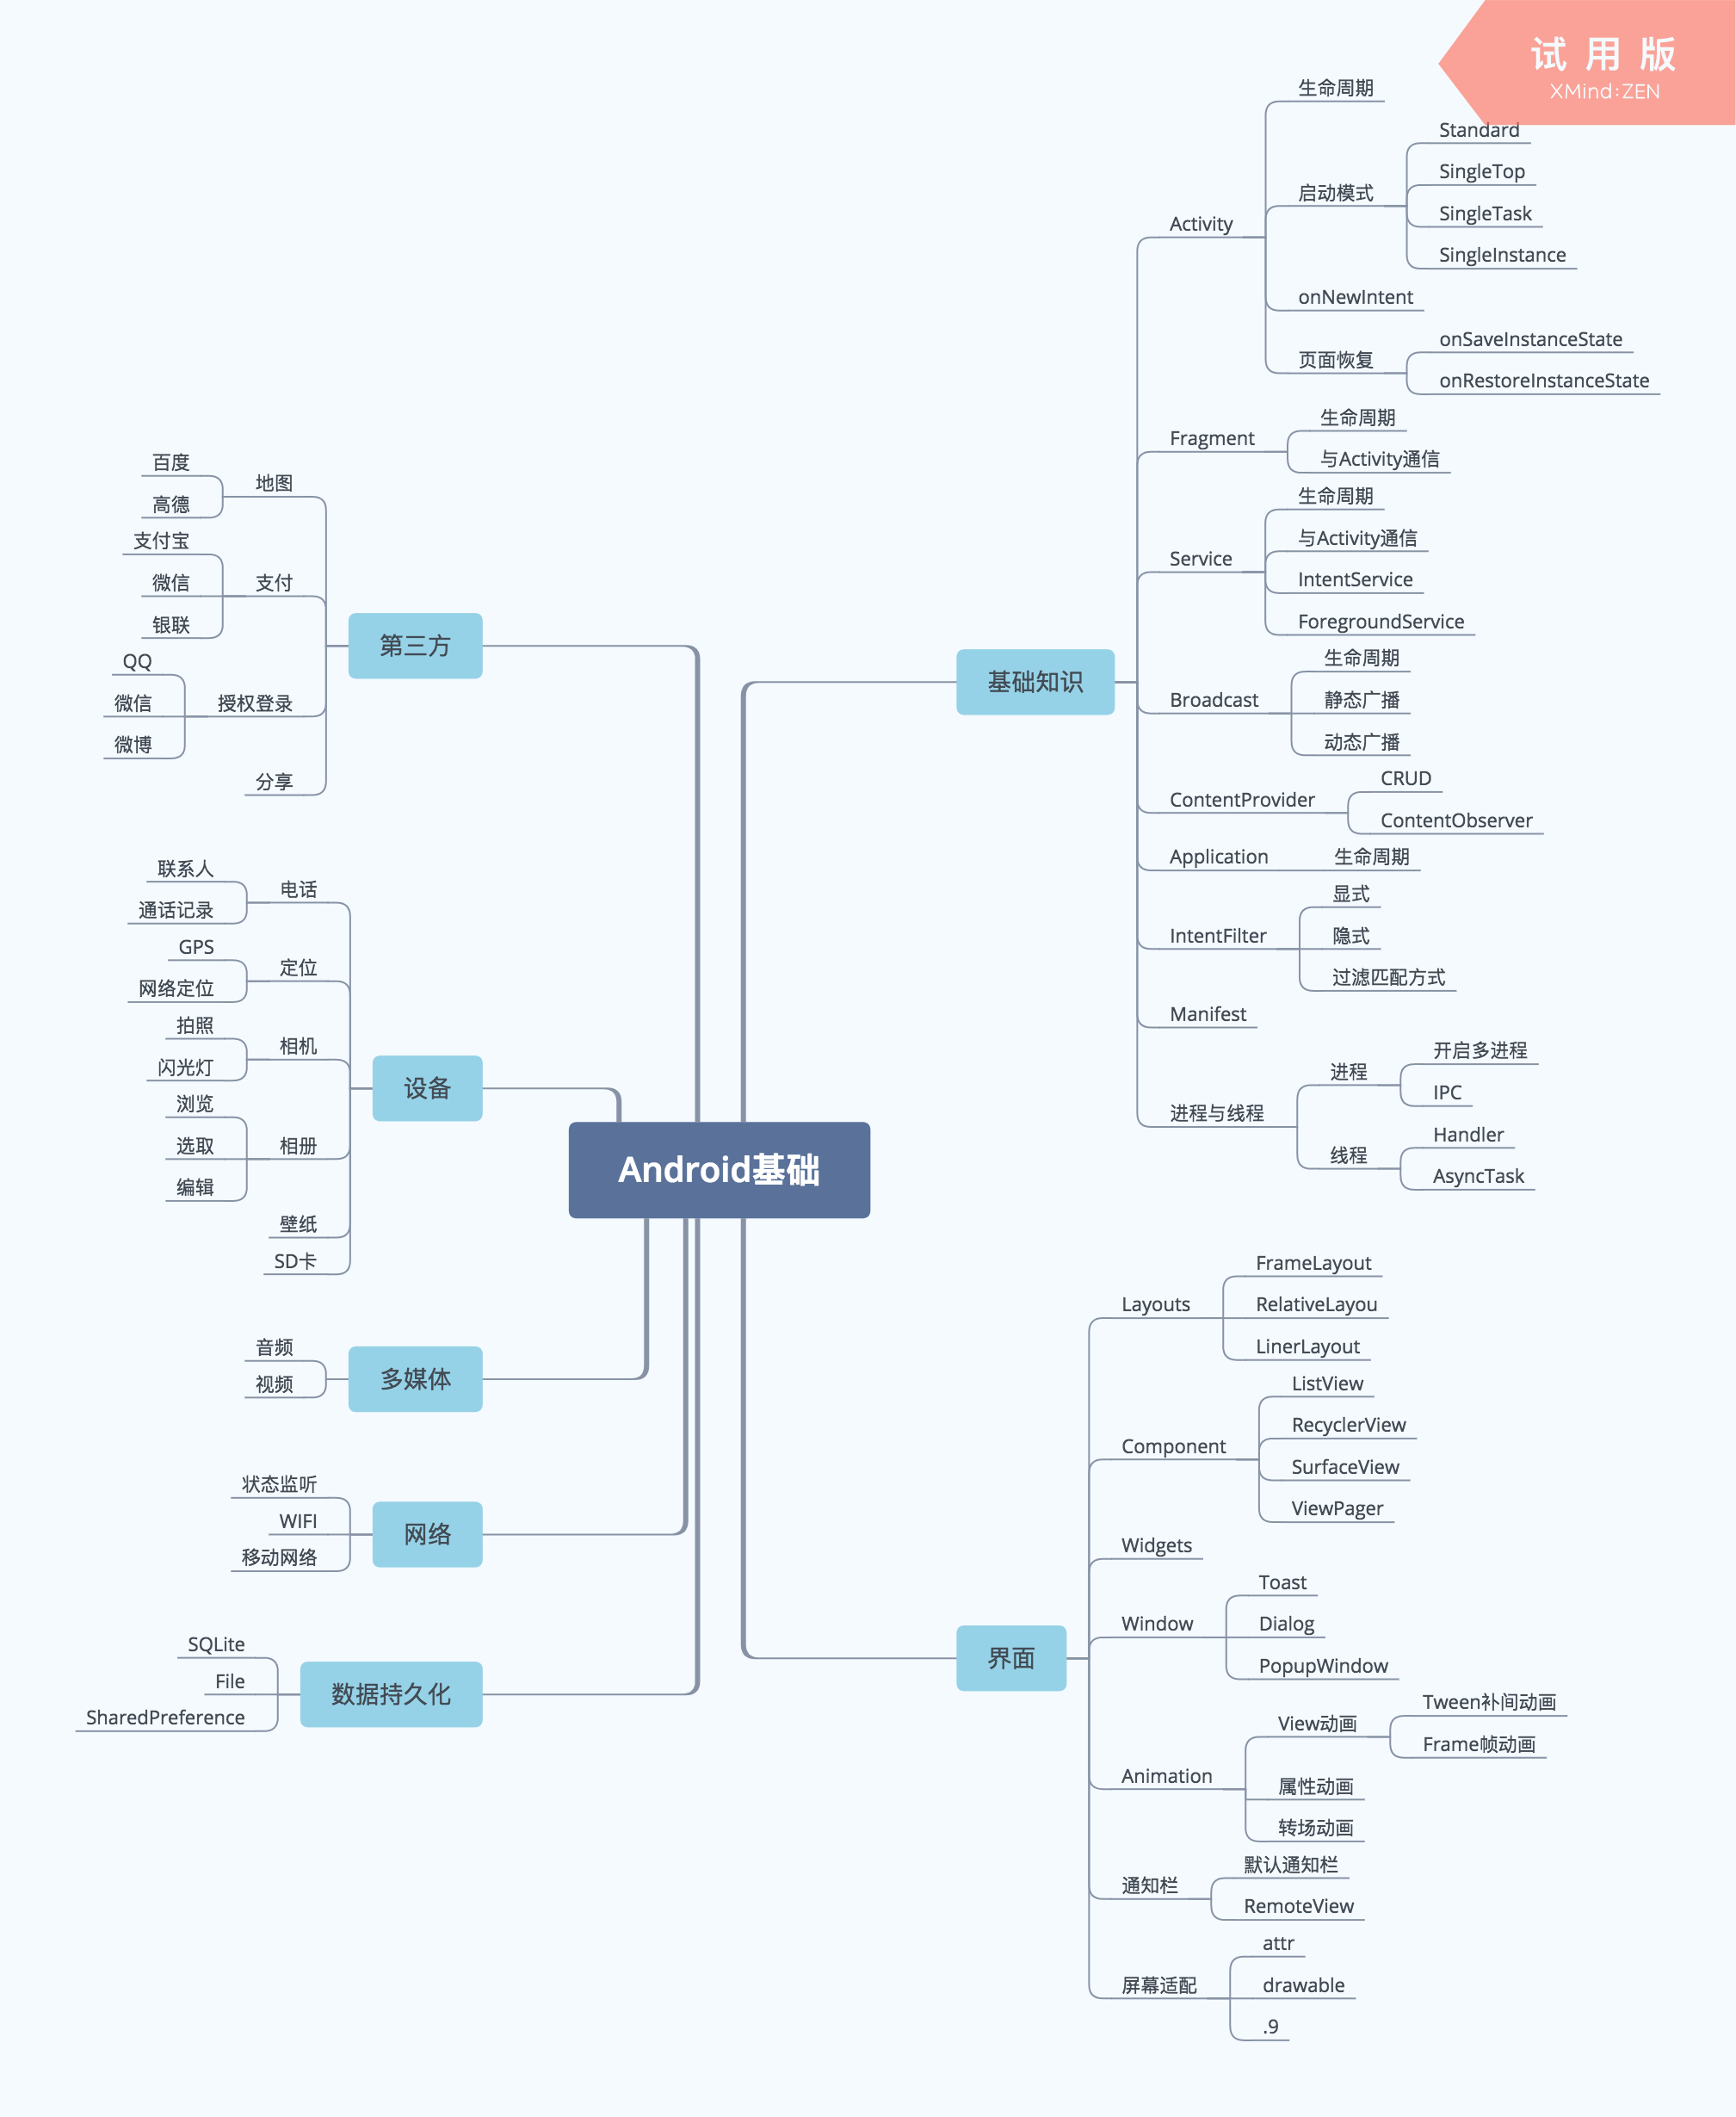 试用版
XMind:ZEN
Android基础
基础知识
Activity
生命周期
启动模式
Standard
SingleTop
SingleTask
SingleInstance
onNewIntent
页面恢复
onSaveInstanceState
onRestoreInstanceState
Fragment
生命周期
与Activity通信
Service
生命周期
与Activity通信
IntentService
ForegroundService
Broadcast
生命周期
静态广播
动态广播
ContentProvider
CRUD
ContentObserver
Application
生命周期
IntentFilter
显式
隐式
过滤匹配方式
Manifest
进程与线程
进程
开启多进程
IPC
线程
Handler
AsyncTask
界面
Layouts
FrameLayout
RelativeLayou
LinerLayout
Component
ListView
RecyclerView
SurfaceView
ViewPager
Widgets
Window
Toast
Dialog
PopupWindow
Animation
View动画
Tween补间动画
Frame帧动画
属性动画
转场动画
通知栏
默认通知栏
RemoteView
屏幕适配
attr
drawable
.9
第三方
地图
百度
高德
支付
支付宝
微信
银联
授权登录
QQ
微信
微博
分享
设备
电话
联系人
通话记录
定位
GPS
网络定位
相机
拍照
闪光灯
相册
浏览
选取
编辑
壁纸
SD卡
多媒体
音频
视频
网络
状态监听
WIFI
移动网络
数据持久化
SQLite
File
SharedPreference